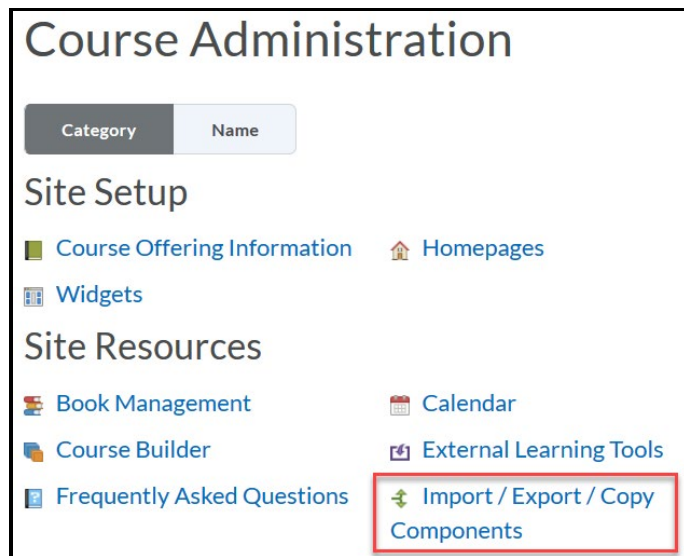 Course Administration
Category Name
Site Setup
Course Offering Information Homepages
Widgets
Site Resources
Book Management Calendar
Course Builder External Learning Tools
Frequently Asked Questions Import / Export / Copy
Components